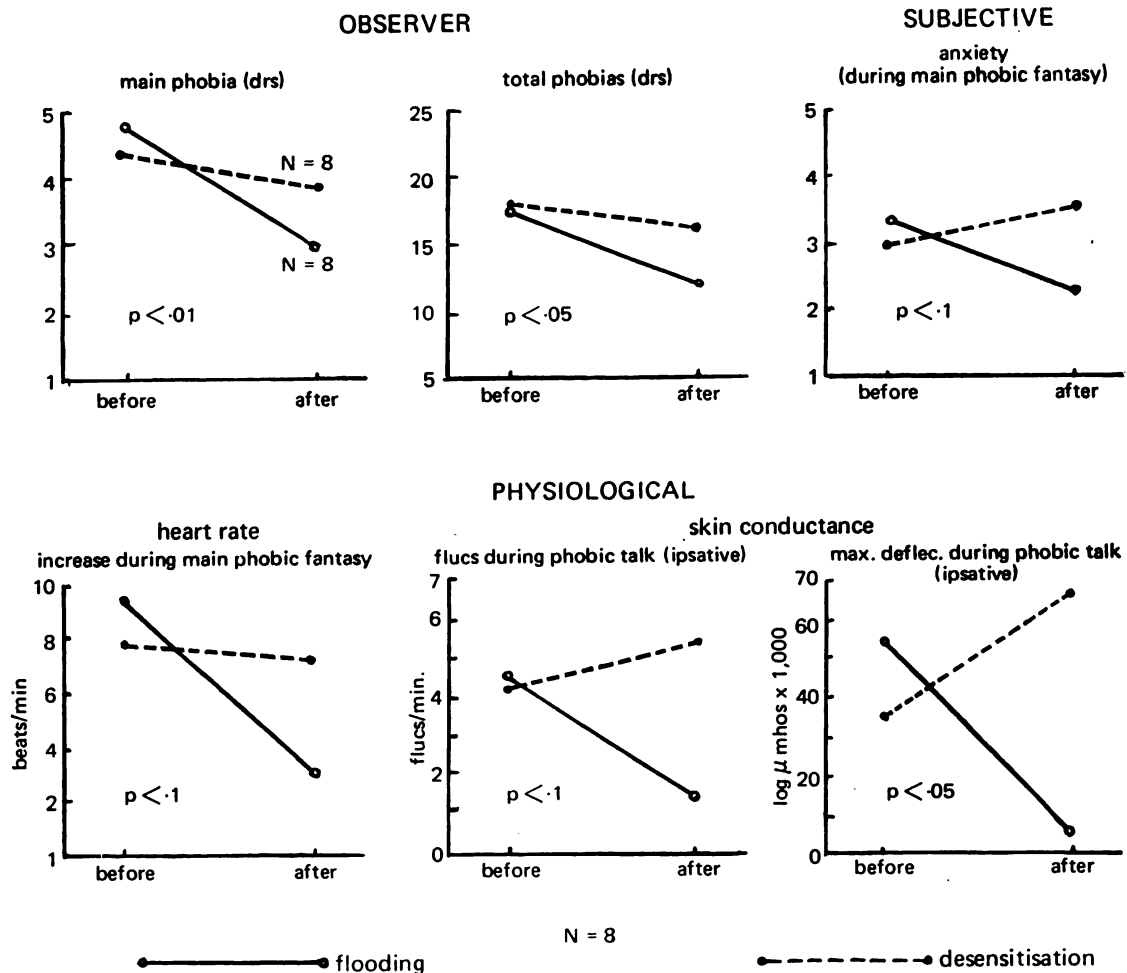 OBSERVER
SUBJECTIVE
main phobia (drs)
total phobias (drs)
anxiety
(during main phobic fantasy)
5
4
3
2
1
N = 8
N = 8
p < ·01
before
after
25
20
15
10
5
p < ·05
before
after
5
4
3
2
1
p < ·1
before
after
PHYSIOLOGICAL
heart rate
increase during main phobic fantasy
skin conductance
flucs during phobic talk (ipsative)
max. deflec. during phobic talk
(ipsative)
10
8
6
4
2
1
beats/min
p < ·1
before
after
7
6
4
2
0
flucs/min.
p < ·1
before
after
70
60
40
20
0
log μ mhos x 1,000
p < ·05
before
after
N = 8
flooding
desensitisation